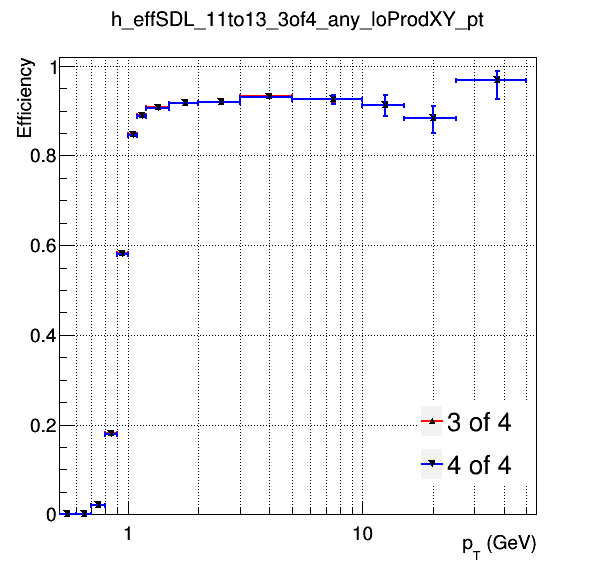 h_effSDL_11to13_3of4_any_loProdXY_pt
Efficiency
1
0.8
0.6
0.4
0.2
0
3 of 4
4 of 4
1
10
p_T (GeV)